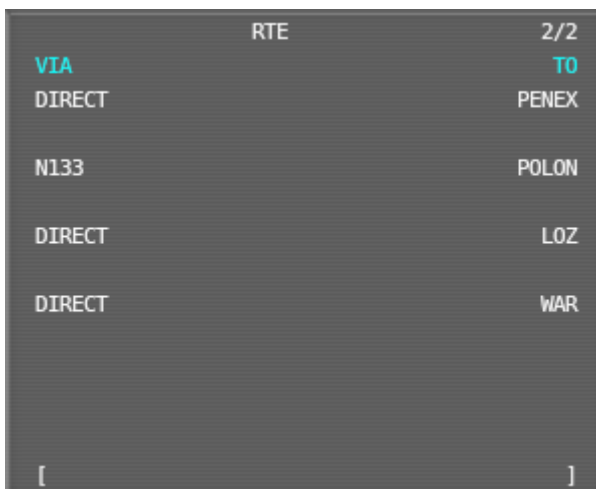 RTE 2/2
VIA TO
DIRECT PENEX
N133 POLON
DIRECT LOZ
DIRECT WAR
[ ]